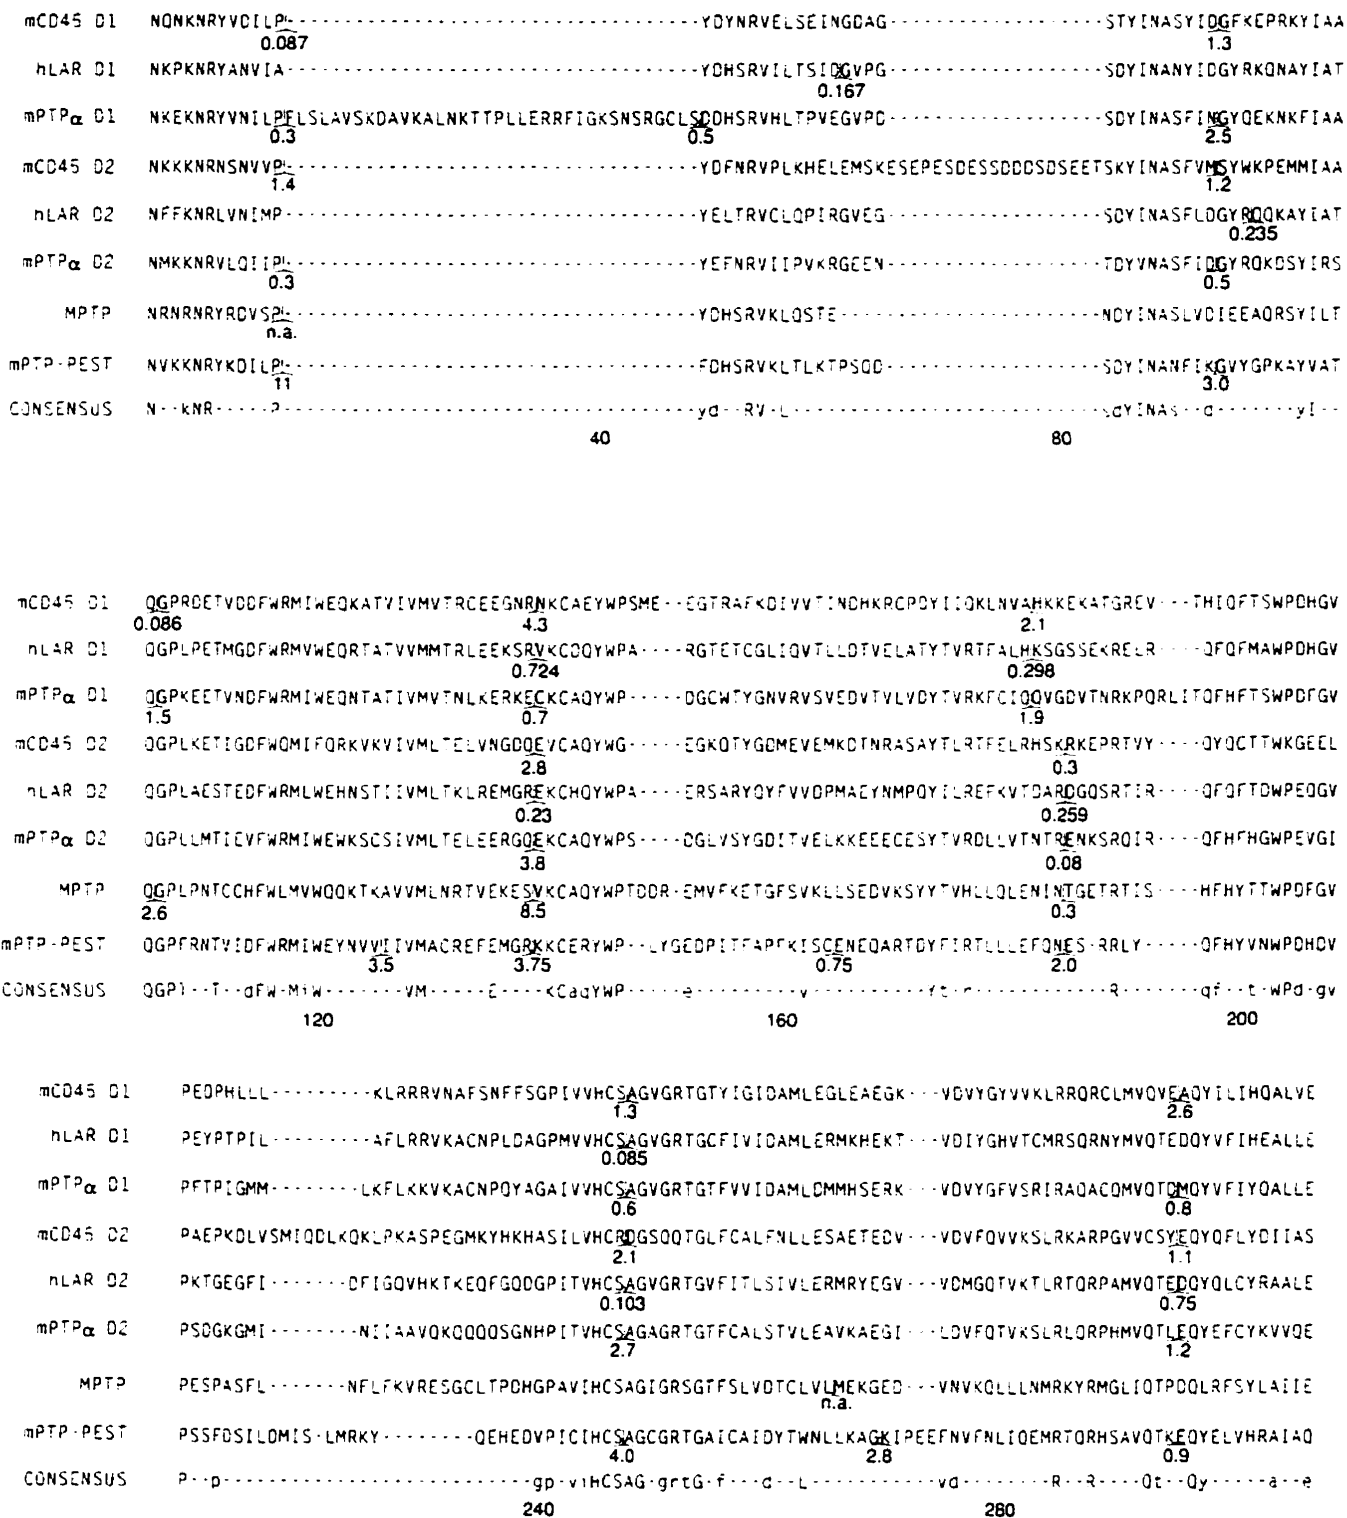 mCD45 D1 NQNKNRYVDILP YDYNRVELSEINGDAG STYINASYIDGFKEPRKYIAA
0.087 1.3
hLAR D1 NKPKNRYANVIA YDHSRVILTSIDGVPG SDYINANYIDGYRKQNAYIAT
0.167
mPTPα D1 NKEKNRYVNILPFLSLAVSKDAVKALNKTTPLLERRFIGKSNSRGCLSDDHSRVHLTPVEGVPD SDYINASFINGYQEKNKFIAA
0.3 0.5 2.5
mCD45 D2 NKKKNRNSNVVP YDFNRVPLKHELEMSKESEPESDESSDDDSDSEETSKYINASFVMSYWKPEMMIAA
1.4 1.2
hLAR D2 NFFKNRLVNIMP YELTRVCLQPIRGVEG SDYINASFLDGYRQQKAYIAT
0.235
mPTPα D2 NMKKNRVLQIIP YEFNRVIIPVKRGEEN TDYVNASFIDGYRQKDSYIRS
0.3 0.5
MPTP NRNRNRYRDVSP YDHSRVKLQSTE NDYINASLVDIEEAQRSYILT
n.a.
mPTP-PEST NVKKNRYKDILP FDHSRVKLTLKTPSQD SDYINANFIKGVYGPKAYVAT
11 3.0
CONSENSUS N--kNR-----P yd--RV-L sdYINAs--d-------yI--
40 80
mCD45 D1 QGPRDETVDDFWRMIWEQKATVIVMVTRCEEGNRNKCAEYWPSME--EGTRAFKDIVVTINDHKRCPDYIIQKLNVAHKKEKATGREV---THIQFTSWPDHGV
0.086 4.3 2.1
hLAR D1 QGPLPETMGDFWRMVWEQRTATVVMMTRLEEKSRVKCDQYWPA----RGTETCGLIQVTLLDTVELATYTVRTFALHKSGSSEKRELR---QFQFMAWPDHGV
0.724 0.298
mPTPα D1 QGPKEETVNDFWRMIWEQNTATIVMVTNLKERKECKCAQYWP-----DGCWTYGNVRVSVEDVTVLVDYTVRKFCIQQVGDVTNRKPQRLITQFHFTSWPDFGV
1.5 0.7 1.9
mCD45 D2 QGPLKETIGDFWQMIFQRKVKVIVMLTELVNGDQEVCAQYWG-----EGKQTYGDMEVEMKDTNRASAYTLRTFELRHSKRKEPRTVY----QYQCTTWKGEEL
2.8 0.3
hLAR D2 QGPLAESTEDFWRMLWEHNSTIIVMLTKLREMGREKCHQYWPA----ERSARYQYFVVDPMAEYNMPQYILREFKVTDARDGQSRTIR----QFQFTDWPEQGV
0.23 0.259
mPTPα D2 QGPLLMTIEVFWRMIWEWKSCSIVMLTELEERGQEKCAQYWPS----DGLVSYGDITVELKKEEECESYTVRDLLVTNTRENKSRQIR----QFHFHGWPEVGI
3.8 0.08
MPTP QGPLPNTCCHFWLMVWQQKTKAVVMLNRTVEKESVKCAQYWPTDDR-EMVFKETGFSVKLLSEDVKSYYTVHLLQLENINTGETRTIS----HFHYTTWPDFGV
2.6 8.5 0.3
mPTP-PEST QGPFRNTVIDFWRMIWEYNVVIIVMACREFEMGRKKCERYWP--LYGEDPITFAPFKISCENEQARTDYFIRTLLLEFQNES-RRLY-----QFHYVNWPDHDV
3.5 3.75 0.75 2.0
CONSENSUS QGPl--T--dFW-MiW-------VM-----E----kCaqYWP----e----------v-----------yt-r------------R-------qf--t-WPd-gv
120 160 200
mCD45 D1 PEDPHLLL---------KLRRRVNAFSNFFSGPIVVHCSAGVGRTGTYIGIDAMLEGLEAEGK---VDVYGYVVKLRRQRCLMVQVEAQYILIHQALVE
1.3 2.6
hLAR D1 PEYPTPIL---------AFLRRVKACNPLDAGPMVVHCSAGVGRTGCFIVIDAMLERMKHEKT---VDIYGHVTCMRSQRNYMVQTEDQYVFIHEALLE
0.085
mPTPα D1 PFTPIGMM--------LKFLKKVKACNPQYAGAIVVHCSAGVGRTGTFVVIDAMLDMMHSERK---VDVYGFVSRIRAQACQMVQTDMQYVFIYQALLE
0.6 0.8
mCD45 D2 PAEPKDLVSMIQDLKQKLPKASPEGMKYHKHASILVHCRDGSQQTGLFCALFNLLESAETEDV---VDVFQVVKSLRKARPGVVCSYEQYQFLYDIIAS
2.1 1.1
hLAR D2 PKTGEGFI-------DFIGQVHKTKEQFGQDGPITVHCSAGVGRTGVFITLSIVLERMRYEGV---VDMGQTVKTLRTQRPAMVQTEDQYQLCYRAALE
0.103 0.75
mPTPα D2 PSDGKGMI--------NIIAAVQKQQQQSGNHPITVHCSAGAGRTGTFCALSTVLEAVKAEGI---LDVFQTVKSLRLQRPHMVQTLEQYEFCYKVVQE
2.7 1.2
MPTP PESPASFL-------NFLFKVRESGCLTPDHGPAVIHCSAGIGRSGTFSLVDTCLVLMEKGED---VNVKQLLLNMRKYRMGLIQTPDQLRFSYLAIIE
n.a.
mPTP-PEST PSSFDSILDMIS-LMRKY--------QEHEDVPICIHCSAGCGRTGAICAIDYTWNLLKAGKIPEEFNVFNLIQEMRTQRHSAVQTKEQYELVHRAIAQ
4.0 2.8 0.9
CONSENSUS P--p gp-viHCSAG-grtG-f---d--L vd--------R--R----Qt--Qy-----a--e
240 280